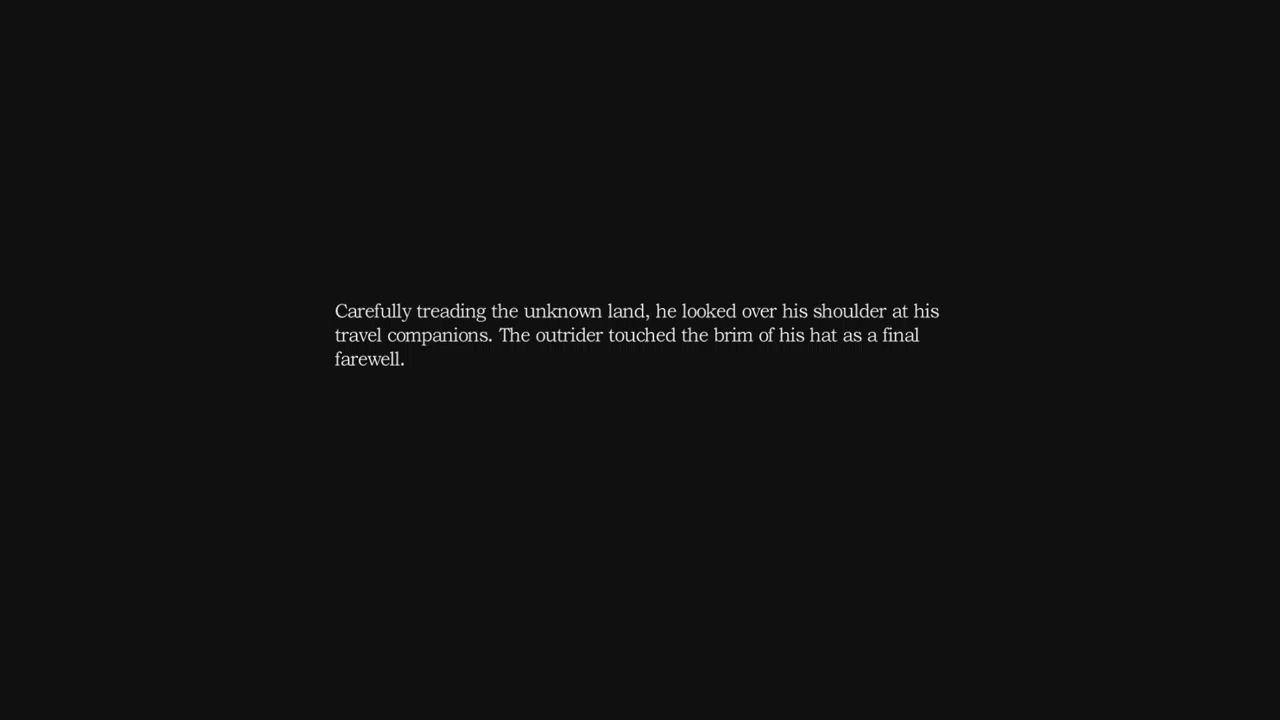 Carefully treading the unknown land, he looked over his shoulder at his
travel companions. The outrider touched the brim of his hat as a final
farewell.